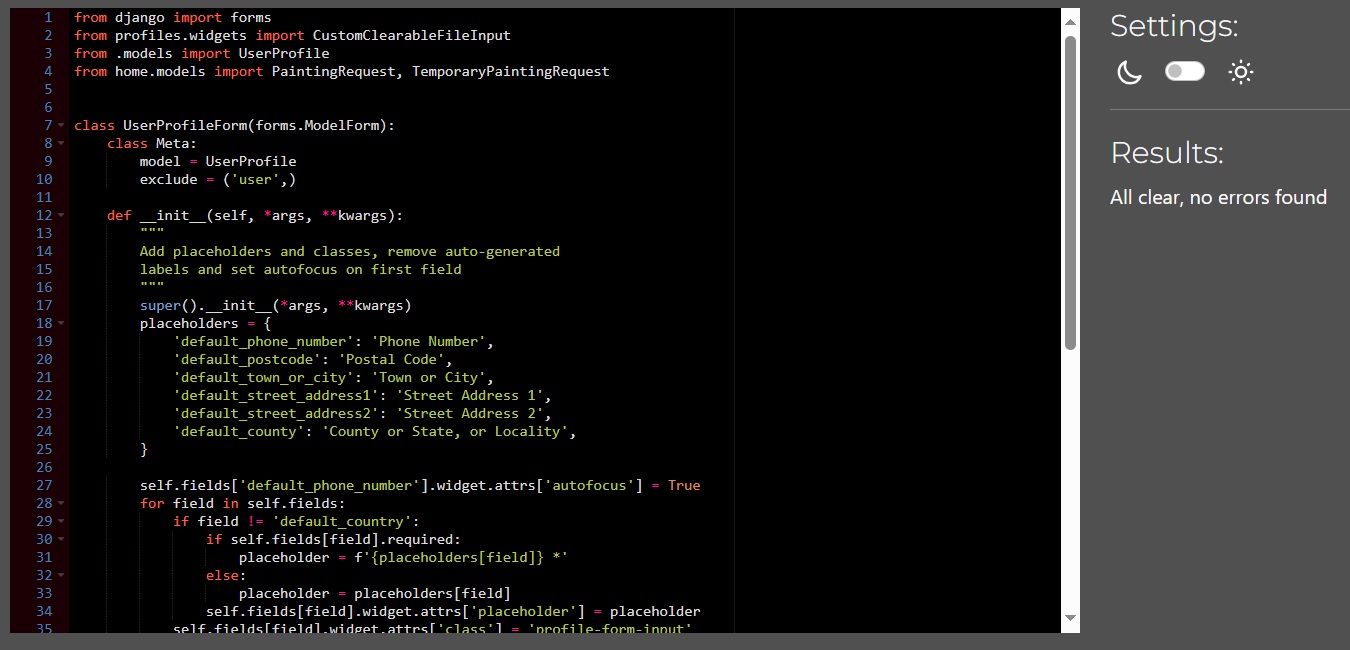 1 from django import forms
2 from profiles.widgets import CustomClearableFileInput
3 from .models import UserProfile
4 from home.models import PaintingRequest, TemporaryPaintingRequest
5
6
7 class UserProfileForm(forms.ModelForm):
8     class Meta:
9         model = UserProfile
10         exclude = ('user',)
11
12     def __init__(self, *args, **kwargs):
13         """
14         Add placeholders and classes, remove auto-generated
15         labels and set autofocus on first field
16         """
17         super().__init__(*args, **kwargs)
18         placeholders = {
19             'default_phone_number': 'Phone Number',
20             'default_postcode': 'Postal Code',
21             'default_town_or_city': 'Town or City',
22             'default_street_address1': 'Street Address 1',
23             'default_street_address2': 'Street Address 2',
24             'default_county': 'County or State, or Locality',
25         }
26
27         self.fields['default_phone_number'].widget.attrs['autofocus'] = True
28         for field in self.fields:
29             if field != 'default_country':
30                 if self.fields[field].required:
31                     placeholder = f'{placeholders[field]} *'
32                 else:
33                     placeholder = placeholders[field]
34                 self.fields[field].widget.attrs['placeholder'] = placeholder
35             self.fields[field].widget.attrs['class'] = 'profile-form-input'
Settings:
Results:
All clear, no errors found